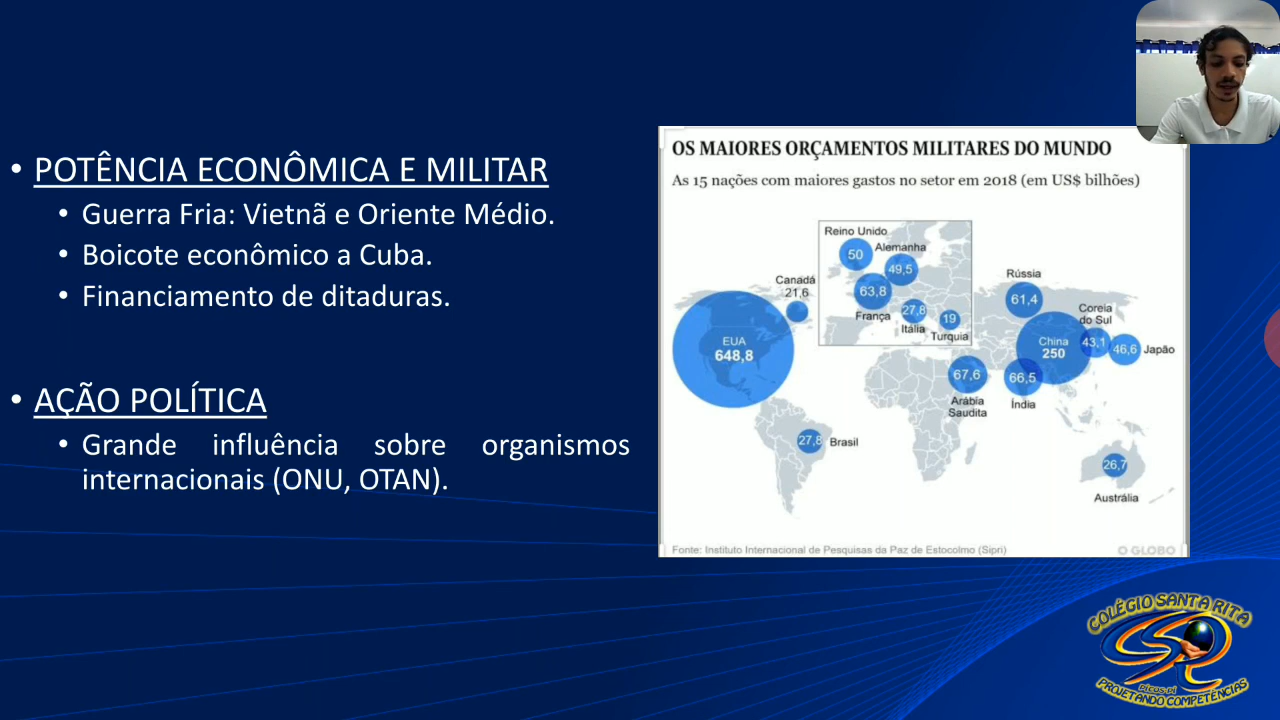 • POTÊNCIA ECONÔMICA E MILITAR
• Guerra Fria: Vietnã e Oriente Médio.
• Boicote econômico a Cuba.
• Financiamento de ditaduras.
• AÇÃO POLÍTICA
• Grande influência sobre organismos
internacionais (ONU, OTAN).
OS MAIORES ORÇAMENTOS MILITARES DO MUNDO
As 15 nações com maiores gastos no setor em 2018 (em US$ bilhões)
Reino Unido
50
Alemanha
49,5
63,8
França
27,8
Itália
19
Turquia
Canadá
21,6
EUA
648,8
Rússia
61,4
Coreia
do Sul
43,1
China
250
46,6 Japão
67,6
Arábia
Saudita
66,5
Índia
27,8 Brasil
26,7
Austrália
Fonte: Instituto Internacional de Pesquisas da Paz de Estocolmo (Sipri)
O GLOBO
COLÉGIO SANTA RITA
PICOS-PI
PROJETANDO COMPETÊNCIAS